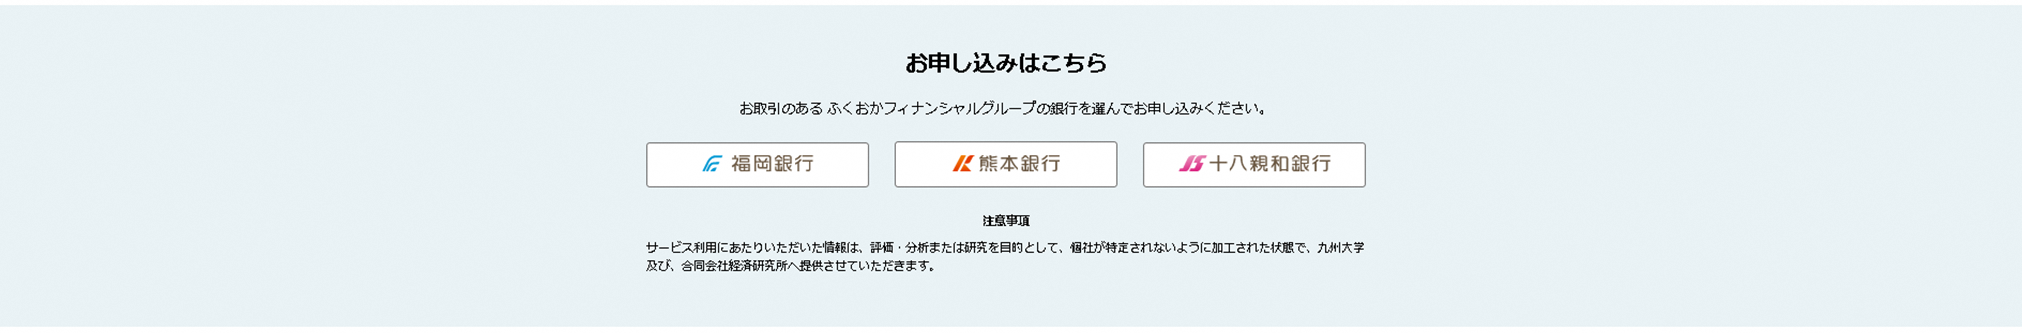 お申し込みはこちら
お取引のある ふくおかフィナンシャルグループの銀行を選んでお申し込みください。
福岡銀行
熊本銀行
十八親和銀行
注意事項
サービス利用にあたりいただいた情報は、評価・分析または研究を目的として、個社が特定されないように加工された状態で、九州大学
及び、合同会社経済研究所へ提供させていただきます。